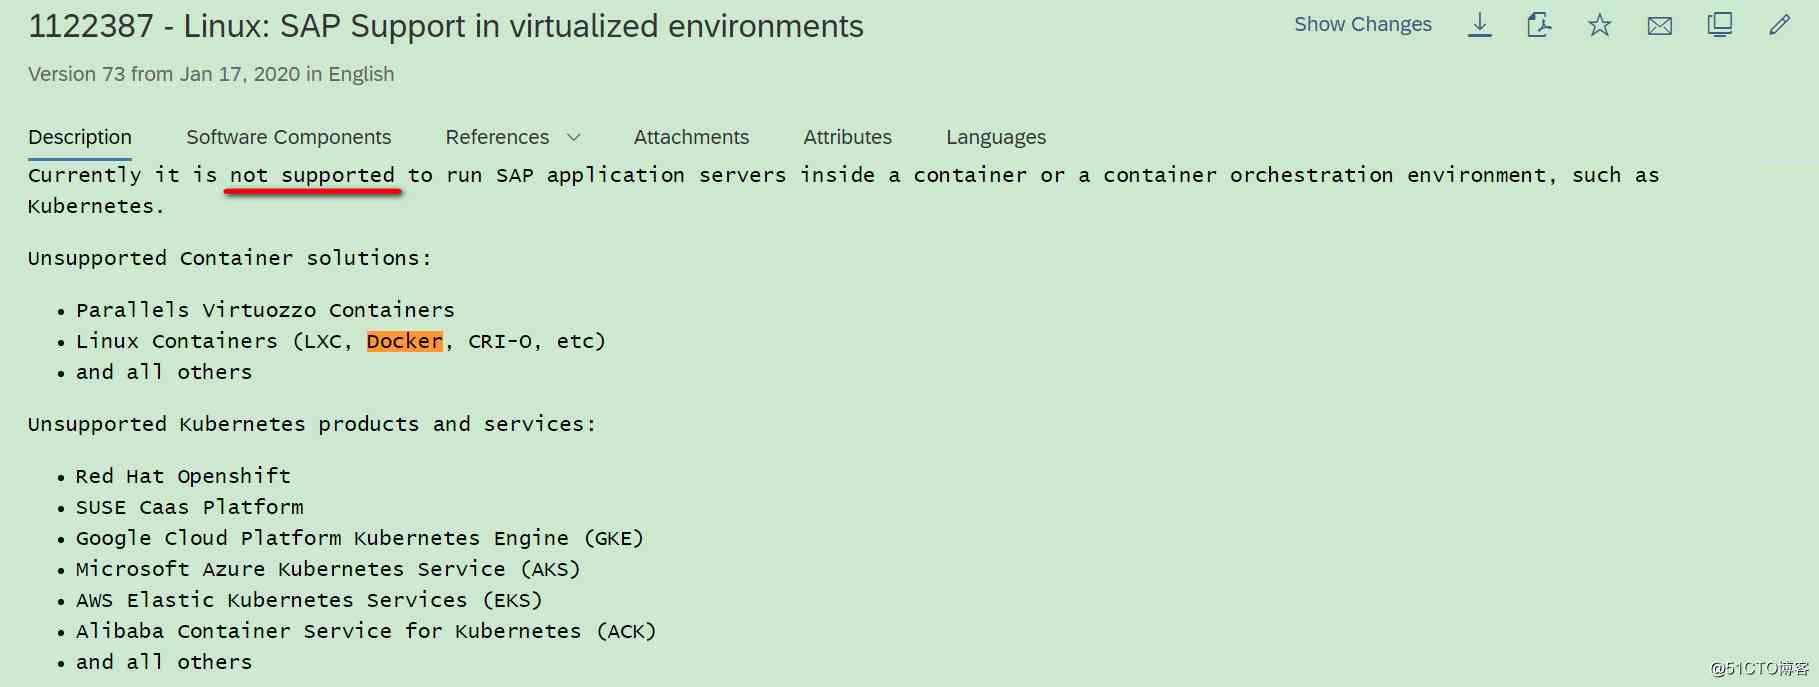 1122387 - Linux: SAP Support in virtualized environments
Show Changes
Version 73 from Jan 17, 2020 in English
Description Software Components References Attachments Attributes Languages
Currently it is not supported to run SAP application servers inside a container or a container orchestration environment, such as
Kubernetes.
Unsupported Container solutions:
• Parallels Virtuozzo Containers
• Linux Containers (LXC, Docker, CRI-O, etc)
• and all others
Unsupported Kubernetes products and services:
• Red Hat Openshift
• SUSE Caas Platform
• Google Cloud Platform Kubernetes Engine (GKE)
• Microsoft Azure Kubernetes Service (AKS)
• AWS Elastic Kubernetes Services (EKS)
• Alibaba Container Service for Kubernetes (ACK)
• and all others
@51CTO博客